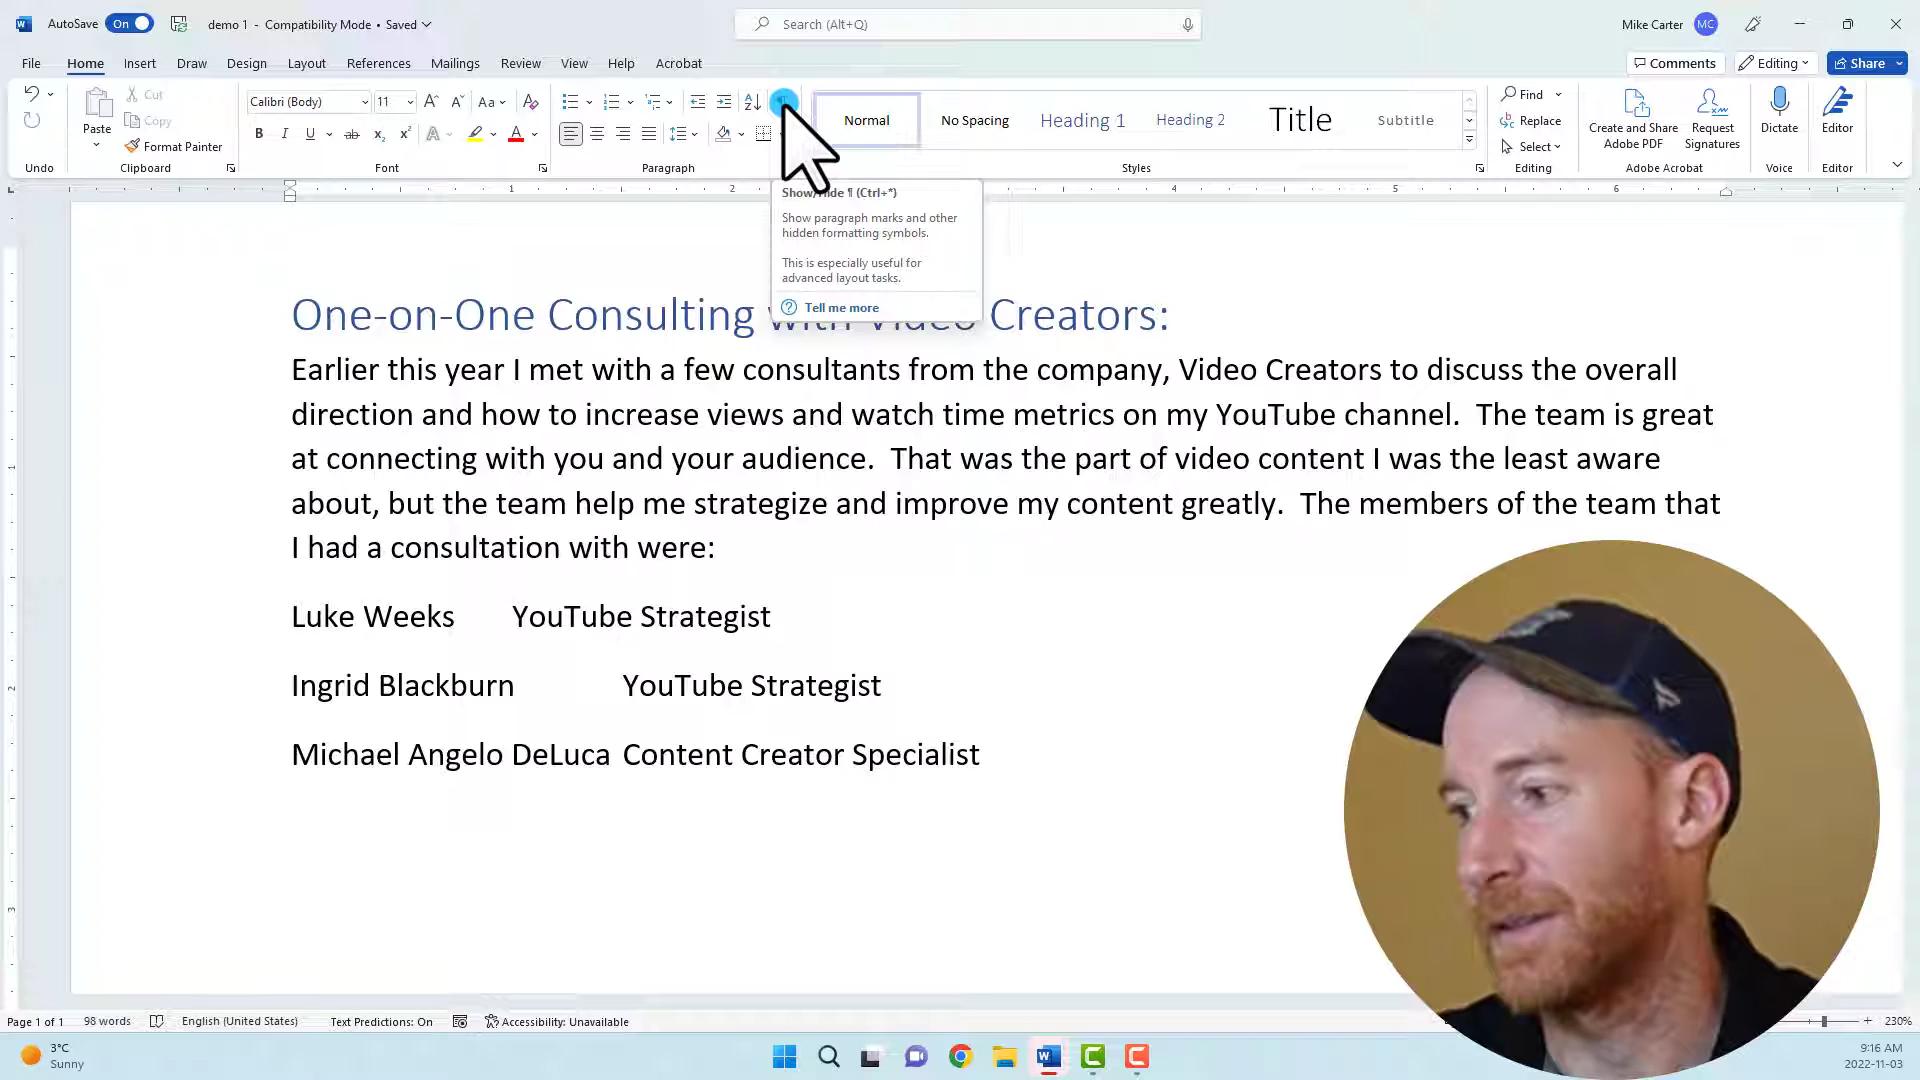 AutoSave On demo 1 - Compatibility Mode • Saved Search (Alt+Q) Mike Carter MC
File Home Insert Draw Design Layout References Mailings Review View Help Acrobat Comments Editing Share
Cut
Copy
Paste
Format Painter
Calibri (Body) 11
Normal No Spacing Heading 1 Heading 2 Title Subtitle
Find
Replace
Select
Create and Share
Adobe PDF
Request
Signatures
Dictate
Editor
Undo Clipboard Font Paragraph Styles Editing Adobe Acrobat Voice Editor
1 2 4 5 6
Show/Hide ¶ (Ctrl+*)
Show paragraph marks and other
hidden formatting symbols.
This is especially useful for
advanced layout tasks.
Tell me more
One-on-One Consulting with Video Creators:
Earlier this year I met with a few consultants from the company, Video Creators to discuss the overall
direction and how to increase views and watch time metrics on my YouTube channel.  The team is great
at connecting with you and your audience.  That was the part of video content I was the least aware
about, but the team help me strategize and improve my content greatly.  The members of the team that
I had a consultation with were:
Luke Weeks YouTube Strategist
Ingrid Blackburn YouTube Strategist
Michael Angelo DeLuca Content Creator Specialist
Page 1 of 1 98 words English (United States) Text Predictions: On Accessibility: Unavailable 230%
3°C
Sunny
9:16 AM
2022-11-03